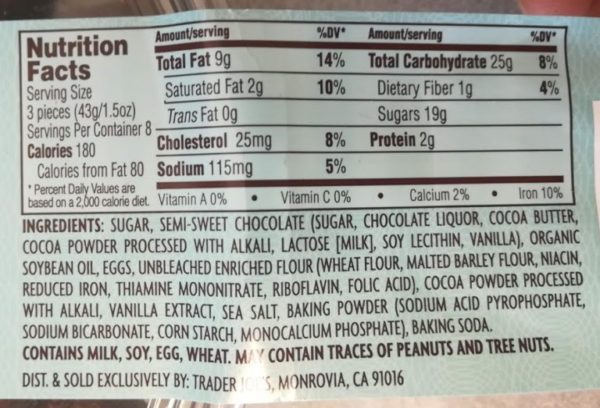 Nutrition Facts
Serving Size
3 pieces (43g/1.5oz)
Servings Per Container 8
Calories 180
Calories from Fat 80
* Percent Daily Values are
based on a 2,000 calorie diet.
Amount/serving %DV* Amount/serving %DV*
Total Fat 9g 14% Total Carbohydrate 25g 8%
Saturated Fat 2g 10% Dietary Fiber 1g 4%
Trans Fat 0g Sugars 19g
Cholesterol 25mg 8% Protein 2g
Sodium 115mg 5%
Vitamin A 0% • Vitamin C 0% • Calcium 2% • Iron 10%
INGREDIENTS: SUGAR, SEMI-SWEET CHOCOLATE (SUGAR, CHOCOLATE LIQUOR, COCOA BUTTER,
COCOA POWDER PROCESSED WITH ALKALI, LACTOSE [MILK], SOY LECITHIN, VANILLA), ORGANIC
SOYBEAN OIL, EGGS, UNBLEACHED ENRICHED FLOUR (WHEAT FLOUR, MALTED BARLEY FLOUR, NIACIN,
REDUCED IRON, THIAMINE MONONITRATE, RIBOFLAVIN, FOLIC ACID), COCOA POWDER PROCESSED
WITH ALKALI, VANILLA EXTRACT, SEA SALT, BAKING POWDER (SODIUM ACID PYROPHOSPHATE,
SODIUM BICARBONATE, CORN STARCH, MONOCALCIUM PHOSPHATE), BAKING SODA.
CONTAINS MILK, SOY, EGG, WHEAT. MAY CONTAIN TRACES OF PEANUTS AND TREE NUTS.
DIST. & SOLD EXCLUSIVELY BY: TRADER JOE'S, MONROVIA, CA 91016